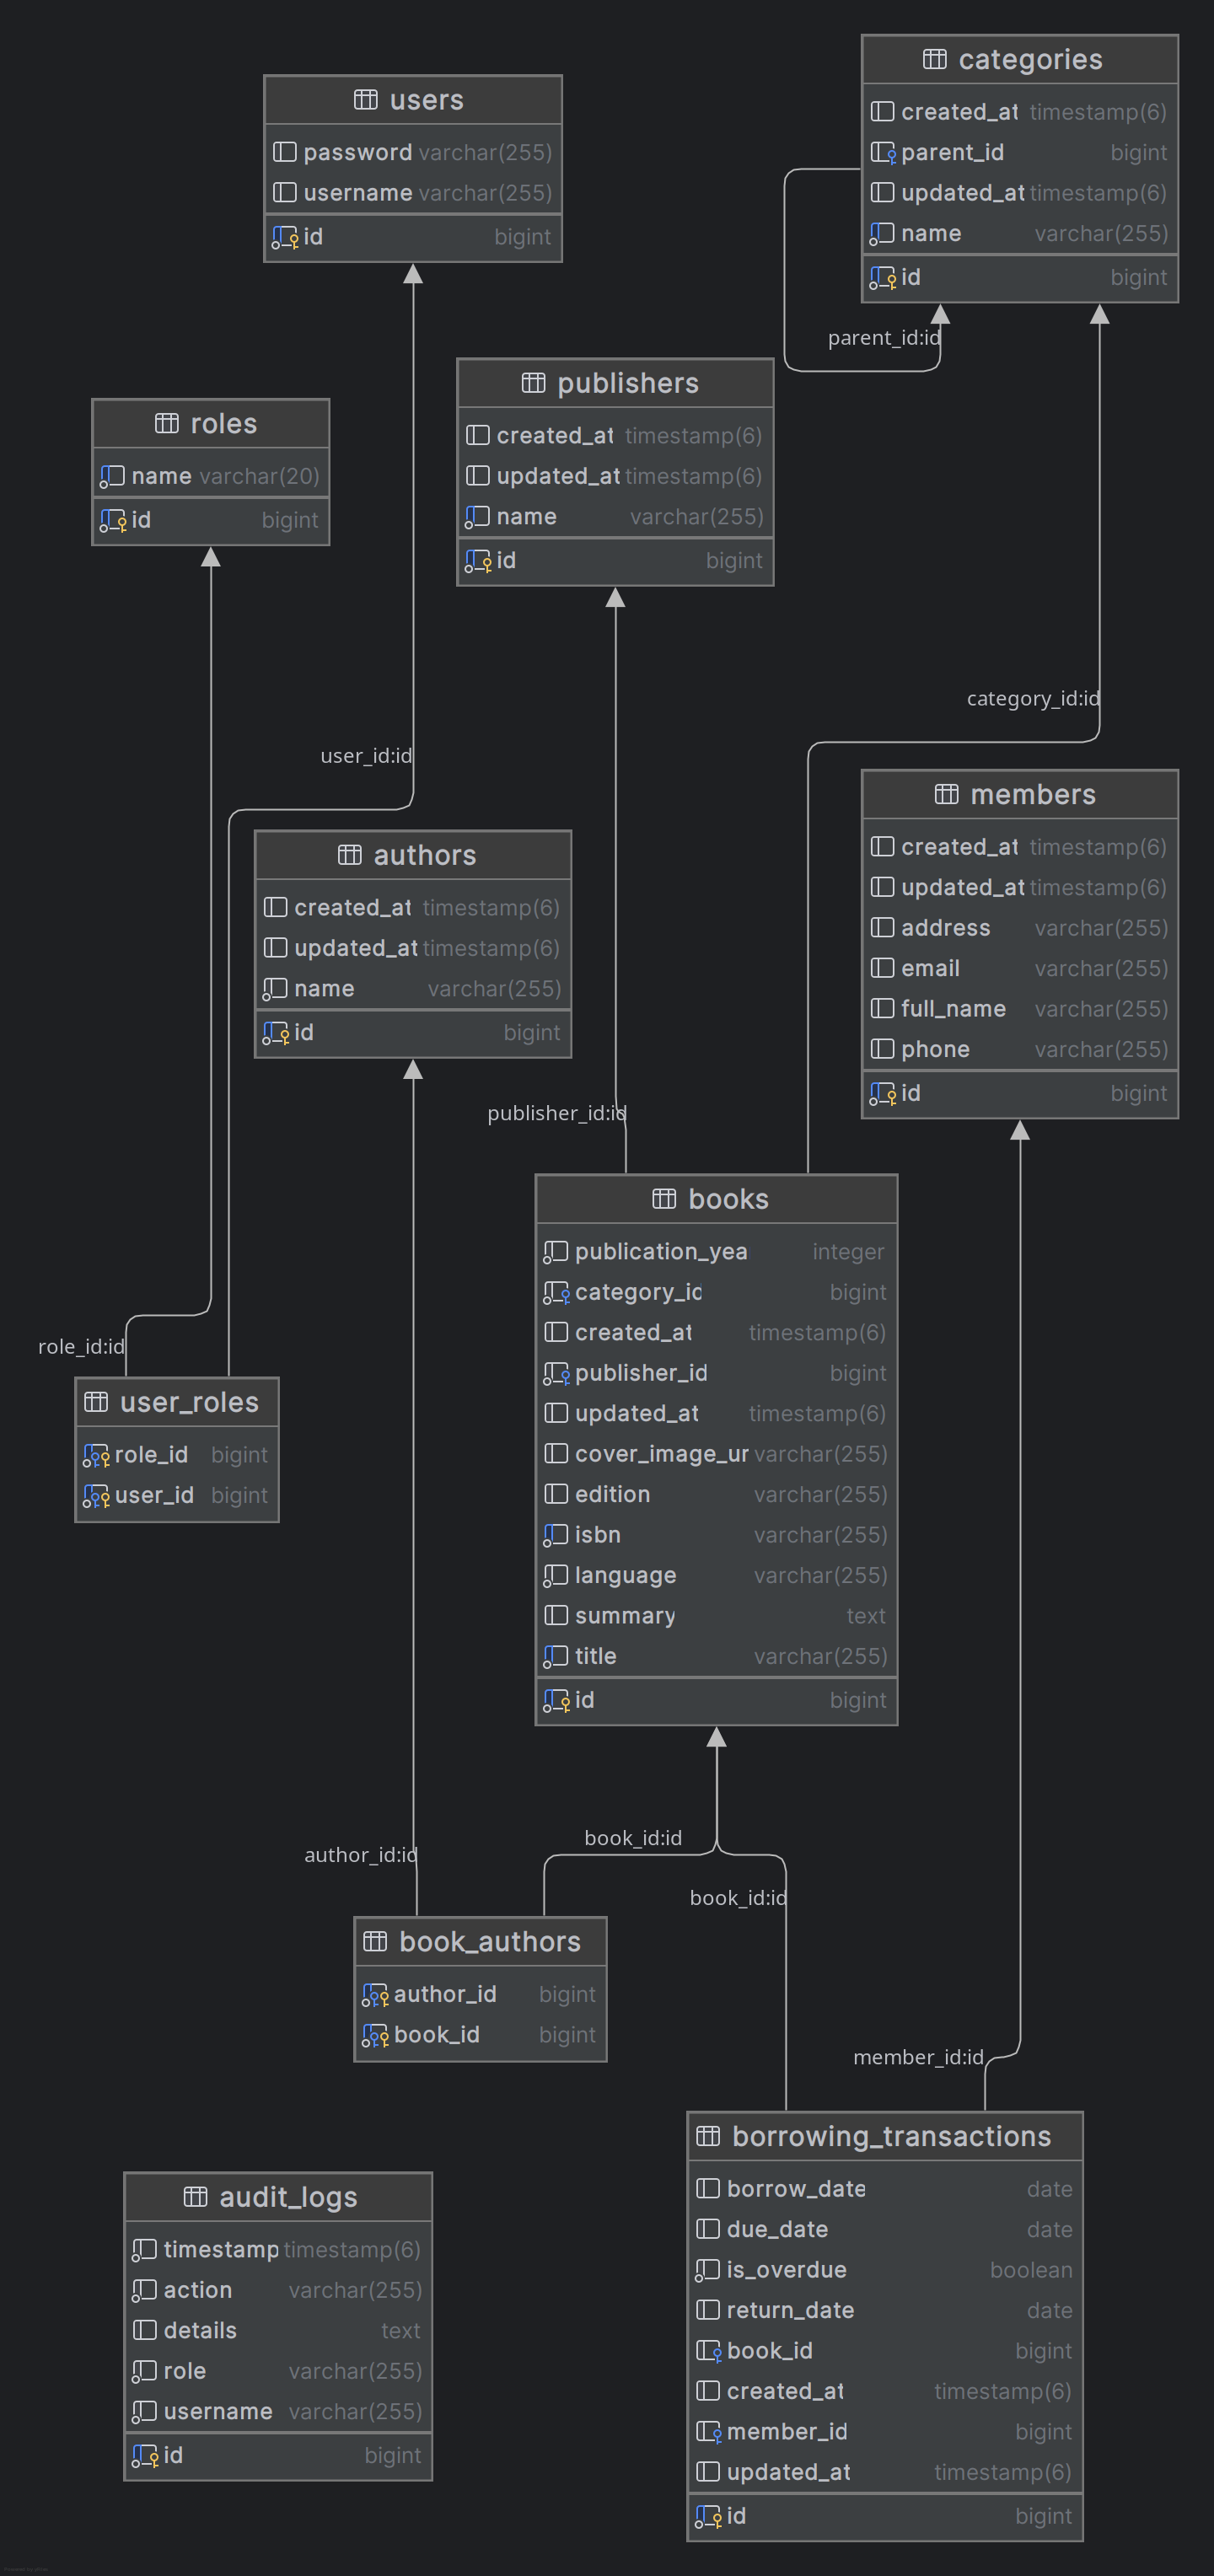 categories
created_at timestamp(6)
parent_id bigint
updated_at timestamp(6)
name varchar(255)
id bigint
parent_id:id
users
password varchar(255)
username varchar(255)
id bigint
publishers
created_at timestamp(6)
updated_at timestamp(6)
name varchar(255)
id bigint
roles
name varchar(20)
id bigint
category_id:id
user_id:id
members
created_at timestamp(6)
updated_at timestamp(6)
address varchar(255)
email varchar(255)
full_name varchar(255)
phone varchar(255)
id bigint
authors
created_at timestamp(6)
updated_at timestamp(6)
name varchar(255)
id bigint
publisher_id:id
books
publication_yea integer
category_id bigint
created_at timestamp(6)
publisher_id bigint
updated_at timestamp(6)
cover_image_ur varchar(255)
edition varchar(255)
isbn varchar(255)
language varchar(255)
summary text
title varchar(255)
id bigint
role_id:id
user_roles
role_id bigint
user_id bigint
author_id:id
book_id:id
book_id:id
book_authors
author_id bigint
book_id bigint
member_id:id
borrowing_transactions
borrow_date date
due_date date
is_overdue boolean
return_date date
book_id bigint
created_at timestamp(6)
member_id bigint
updated_at timestamp(6)
id bigint
audit_logs
timestamp timestamp(6)
action varchar(255)
details text
role varchar(255)
username varchar(255)
id bigint